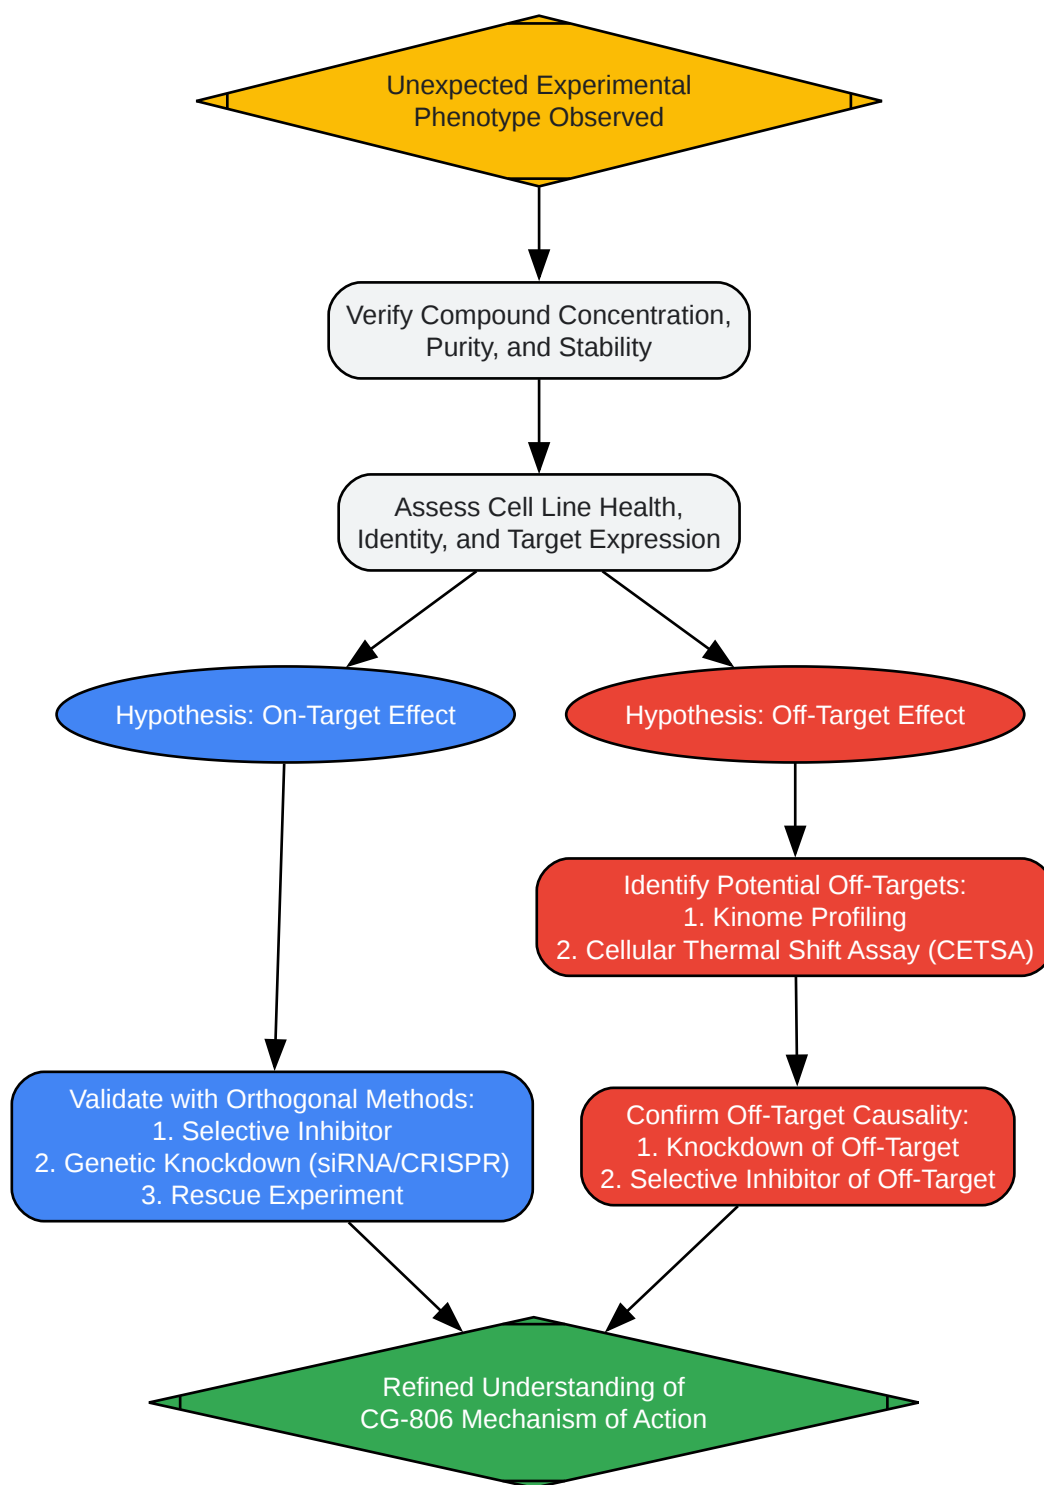 Unexpected Experimental
Phenotype Observed
Verify Compound Concentration,
Purity, and Stability
Assess Cell Line Health,
Identity, and Target Expression
Hypothesis: On-Target Effect
Hypothesis: Off-Target Effect
Identify Potential Off-Targets:
1. Kinome Profiling
2. Cellular Thermal Shift Assay (CETSA)
Validate with Orthogonal Methods:
1. Selective Inhibitor
2. Genetic Knockdown (siRNA/CRISPR)
3. Rescue Experiment
Confirm Off-Target Causality:
1. Knockdown of Off-Target
2. Selective Inhibitor of Off-Target
Refined Understanding of
CG-806 Mechanism of Action